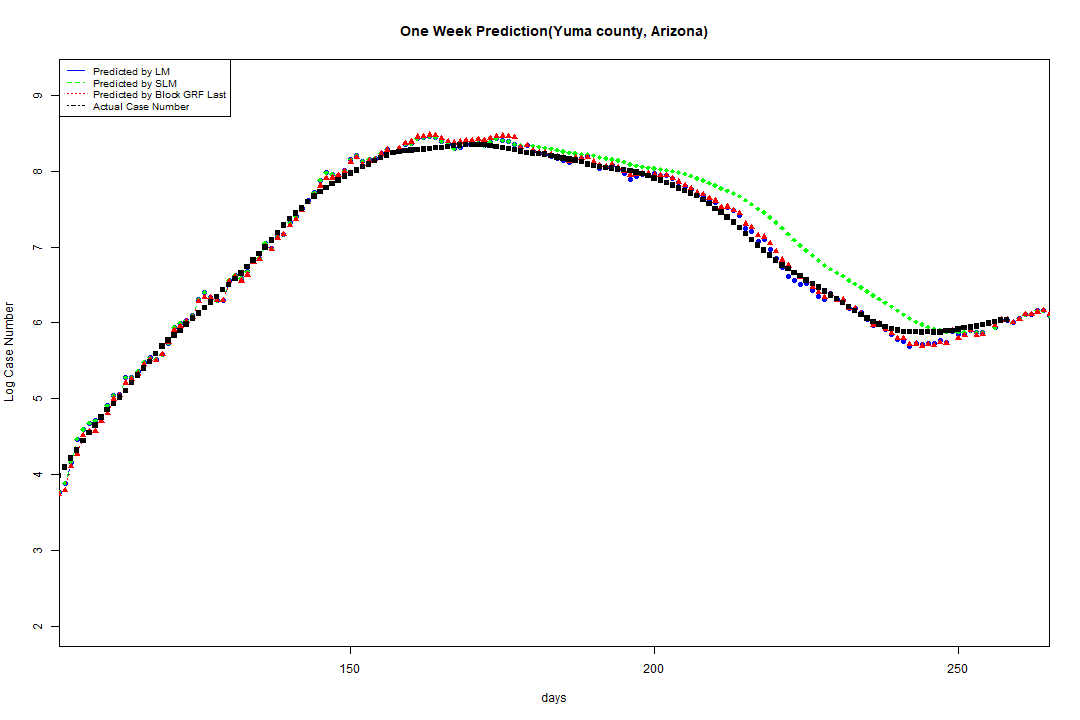 One Week Prediction(Yuma county, Arizona)
Predicted by LM
Predicted by SLM
Predicted by Block GRF Last
Actual Case Number
9
8
7
6
5
4
3
2
Log Case Number
150
200
250
days